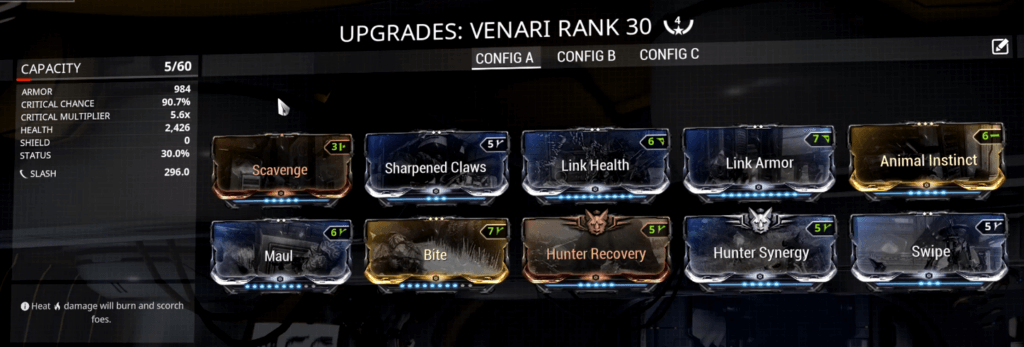 UPGRADES: VENARI RANK 30 4
CONFIG A CONFIG B CONFIG C
CAPACITY 5/60
ARMOR 984
CRITICAL CHANCE 90.7%
CRITICAL MULTIPLIER 5.6x
HEALTH 2,426
SHIELD 0
STATUS 30.0%
SLASH 296.0
3
Scavenge
5
Sharpened Claws
6
Link Health
7
Link Armor
6
Animal Instinct
6
Maul
7
Bite
5
Hunter Recovery
5
Hunter Synergy
5
Swipe
Heat damage will burn and scorch
foes.